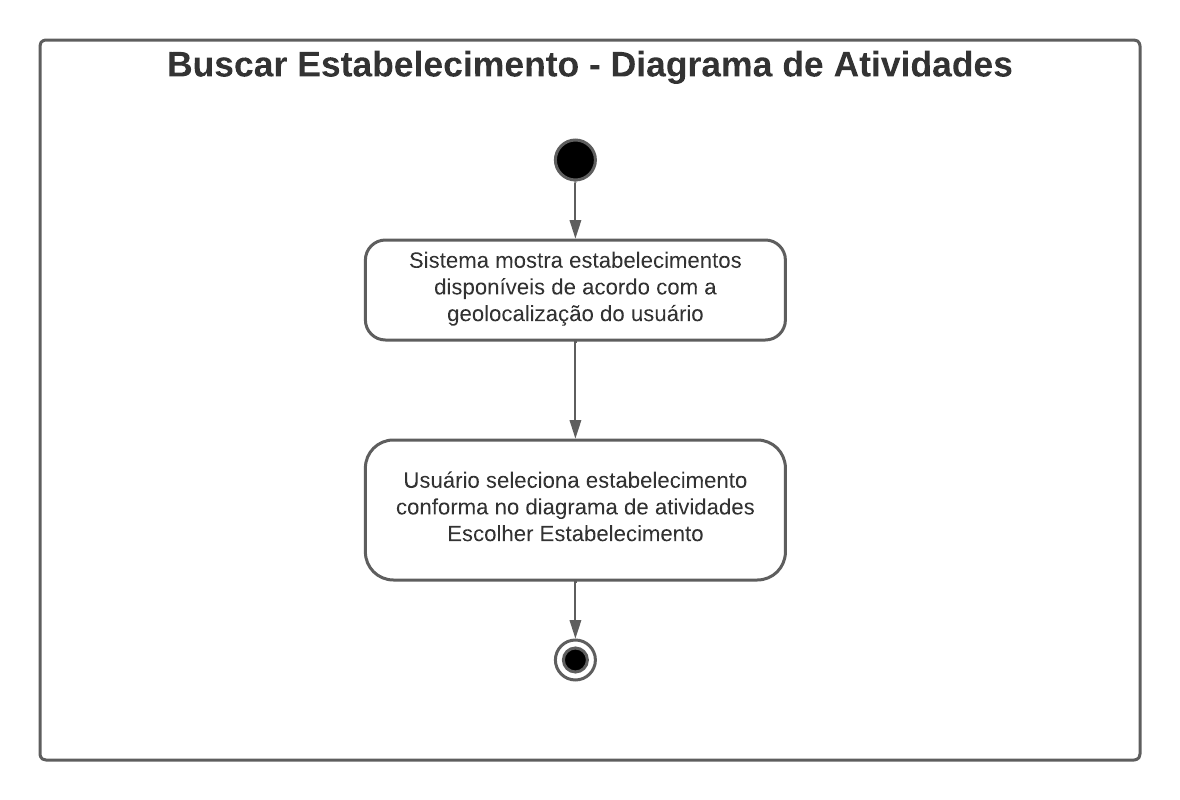 Buscar Estabelecimento - Diagrama de Atividades
Sistema mostra estabelecimentos
disponíveis de acordo com a
geolocalização do usuário
Usuário seleciona estabelecimento
conforma no diagrama de atividades
Escolher Estabelecimento